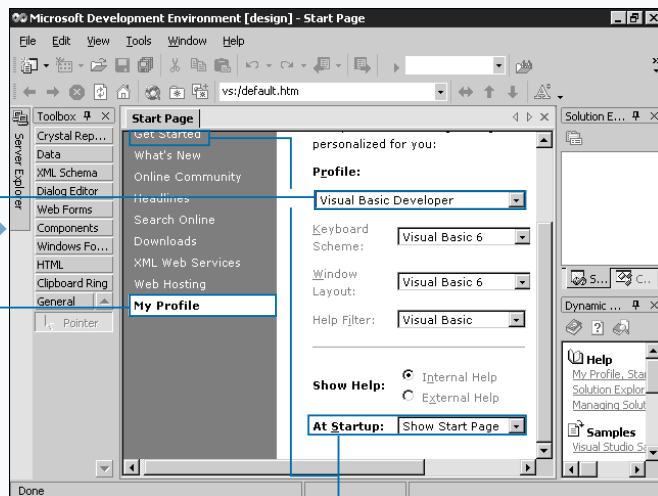 Microsoft Development Environment [design] - Start Page
File Edit View Tools Window Help
vs:/default.htm
Server Explorer
Toolbox
Crystal Rep...
Data
XML Schema
Dialog Editor
Web Forms
Components
Windows Fo...
HTML
Clipboard Ring
General
Pointer
Start Page
Get Started
What's New
Online Community
Headlines
Search Online
Downloads
XML Web Services
Web Hosting
My Profile
personalized for you:
Profile:
Visual Basic Developer
Keyboard
Scheme:
Visual Basic 6
Window
Layout:
Visual Basic 6
Help Filter:
Visual Basic
Show Help:
Internal Help
External Help
At Startup:
Show Start Page
Solution E...
S...
C..
Dynamic ...
Help
My Profile, Star
Solution Explor
Managing Solut
Samples
Visual Studio Sa
Done